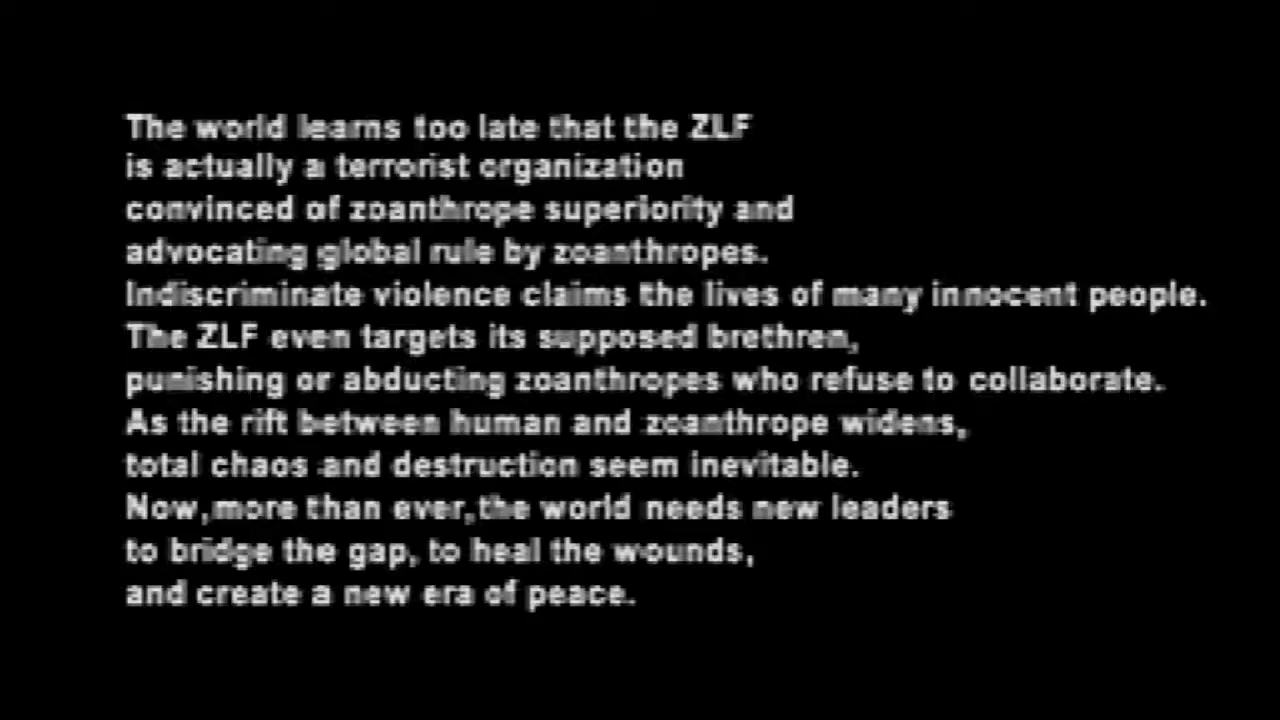 The world learns too late that the ZLF
is actually a terrorist organization
convinced of zoanthrope superiority and
advocating global rule by zoanthropes.
Indiscriminate violence claims the lives of many innocent people.
The ZLF even targets its supposed brethren,
punishing or abducting zoanthropes who refuse to collaborate.
As the rift between human and zoanthrope widens,
total chaos and destruction seem inevitable.
Now,more than ever,the world needs new leaders
to bridge the gap, to heal the wounds,
and create a new era of peace.